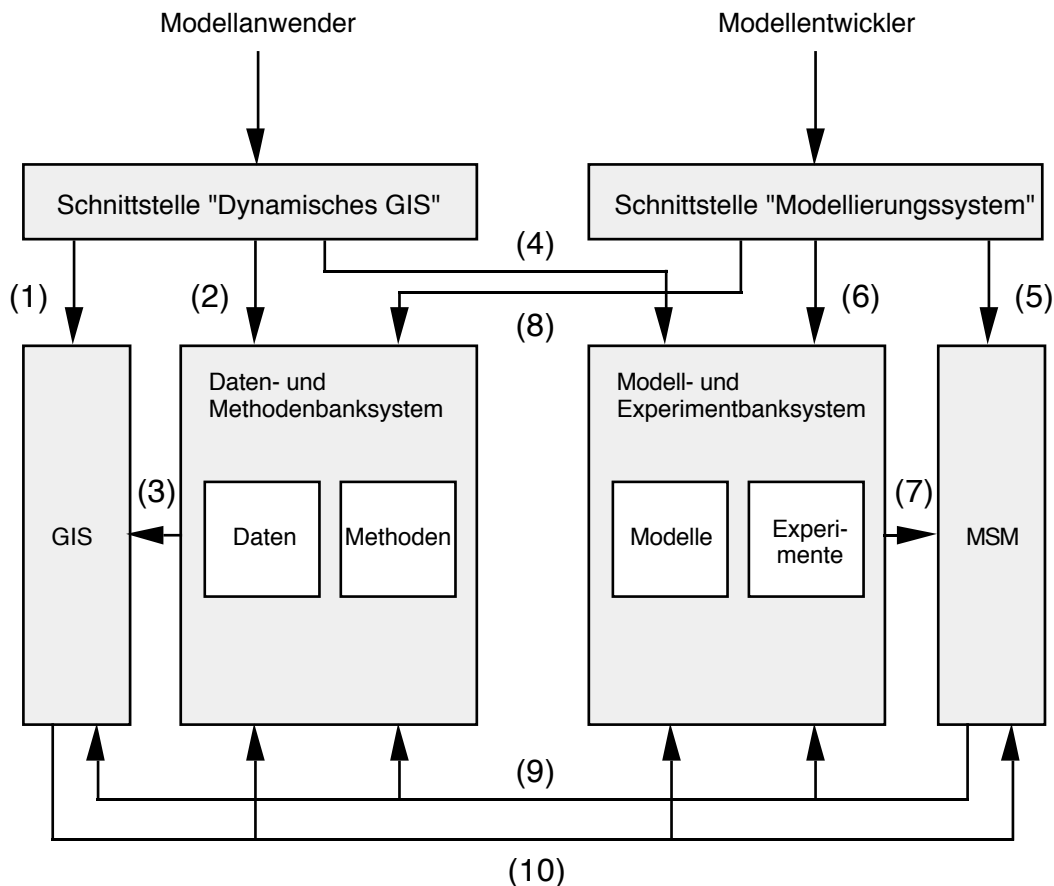 Modellanwender
Modellentwickler
Schnittstelle "Dynamisches GIS"
Schnittstelle "Modellierungssystem"
(4)
(1)
(2)
(8)
(6)
(5)
Daten- und
Methodenbanksystem
Modell- und
Experimentbanksystem
(3)
(7)
GIS
Daten
Methoden
Modelle
Experi-
mente
MSM
(9)
(10)